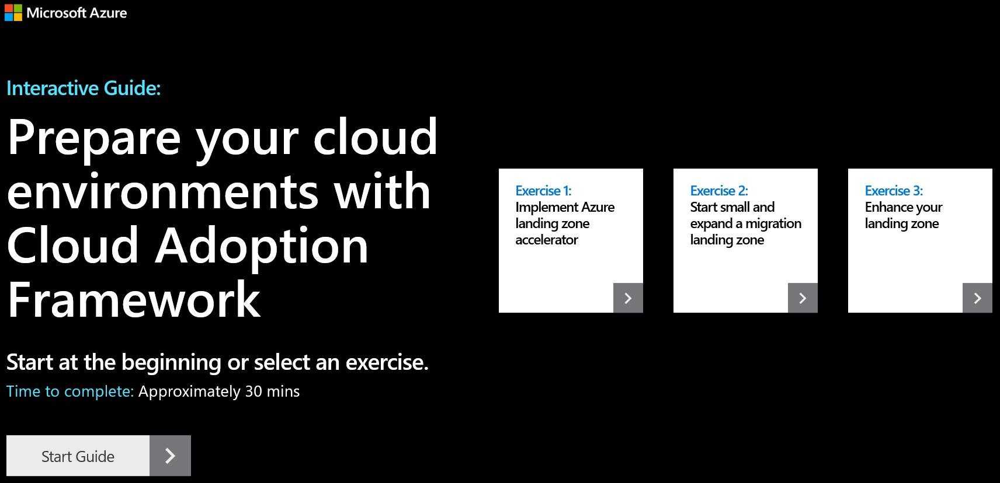 Microsoft Azure
Interactive Guide:
Prepare your cloud
environments with
Cloud Adoption
Framework
Start at the beginning or select an exercise.
Time to complete: Approximately 30 mins
Start Guide
Exercise 1:
Implement Azure
landing zone
accelerator
Exercise 2:
Start small and
expand a migration
landing zone
Exercise 3:
Enhance your
landing zone